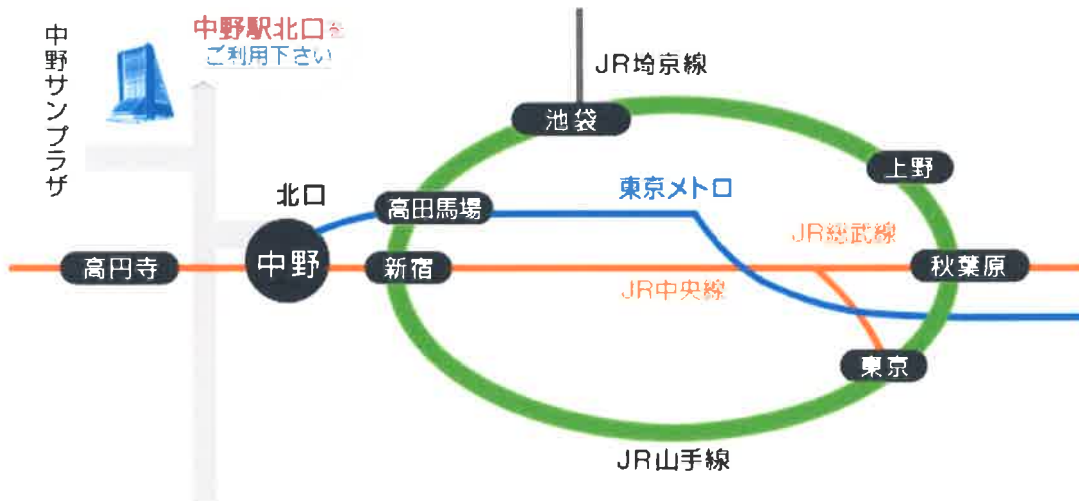 中野サンプラザ
中野駅北口を
ご利用下さい
JR埼京線
池袋
上野
北口
高田馬場
東京メトロ
JR総武線
高円寺
中野
新宿
秋葉原
JR中央線
東京
JR山手線